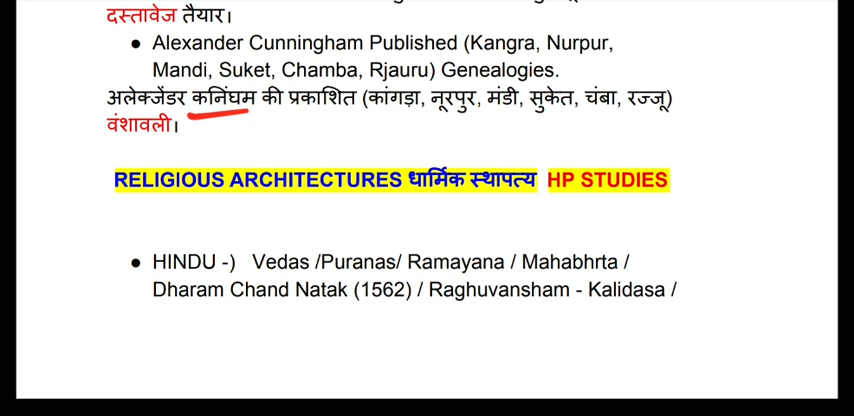 दस्तावेज तैयार।
● Alexander Cunningham Published (Kangra, Nurpur,
Mandi, Suket, Chamba, Rjauru) Genealogies.
अलेक्जेंडर कनिंघम की प्रकाशित (कांगड़ा, नूरपुर, मंडी, सुकेत, चंबा, रज्जू)
वंशावली।
RELIGIOUS ARCHITECTURES धार्मिक स्थापत्य HP STUDIES
● HINDU -) Vedas /Puranas/ Ramayana / Mahabhrta /
Dharam Chand Natak (1562) / Raghuvansham - Kalidasa /